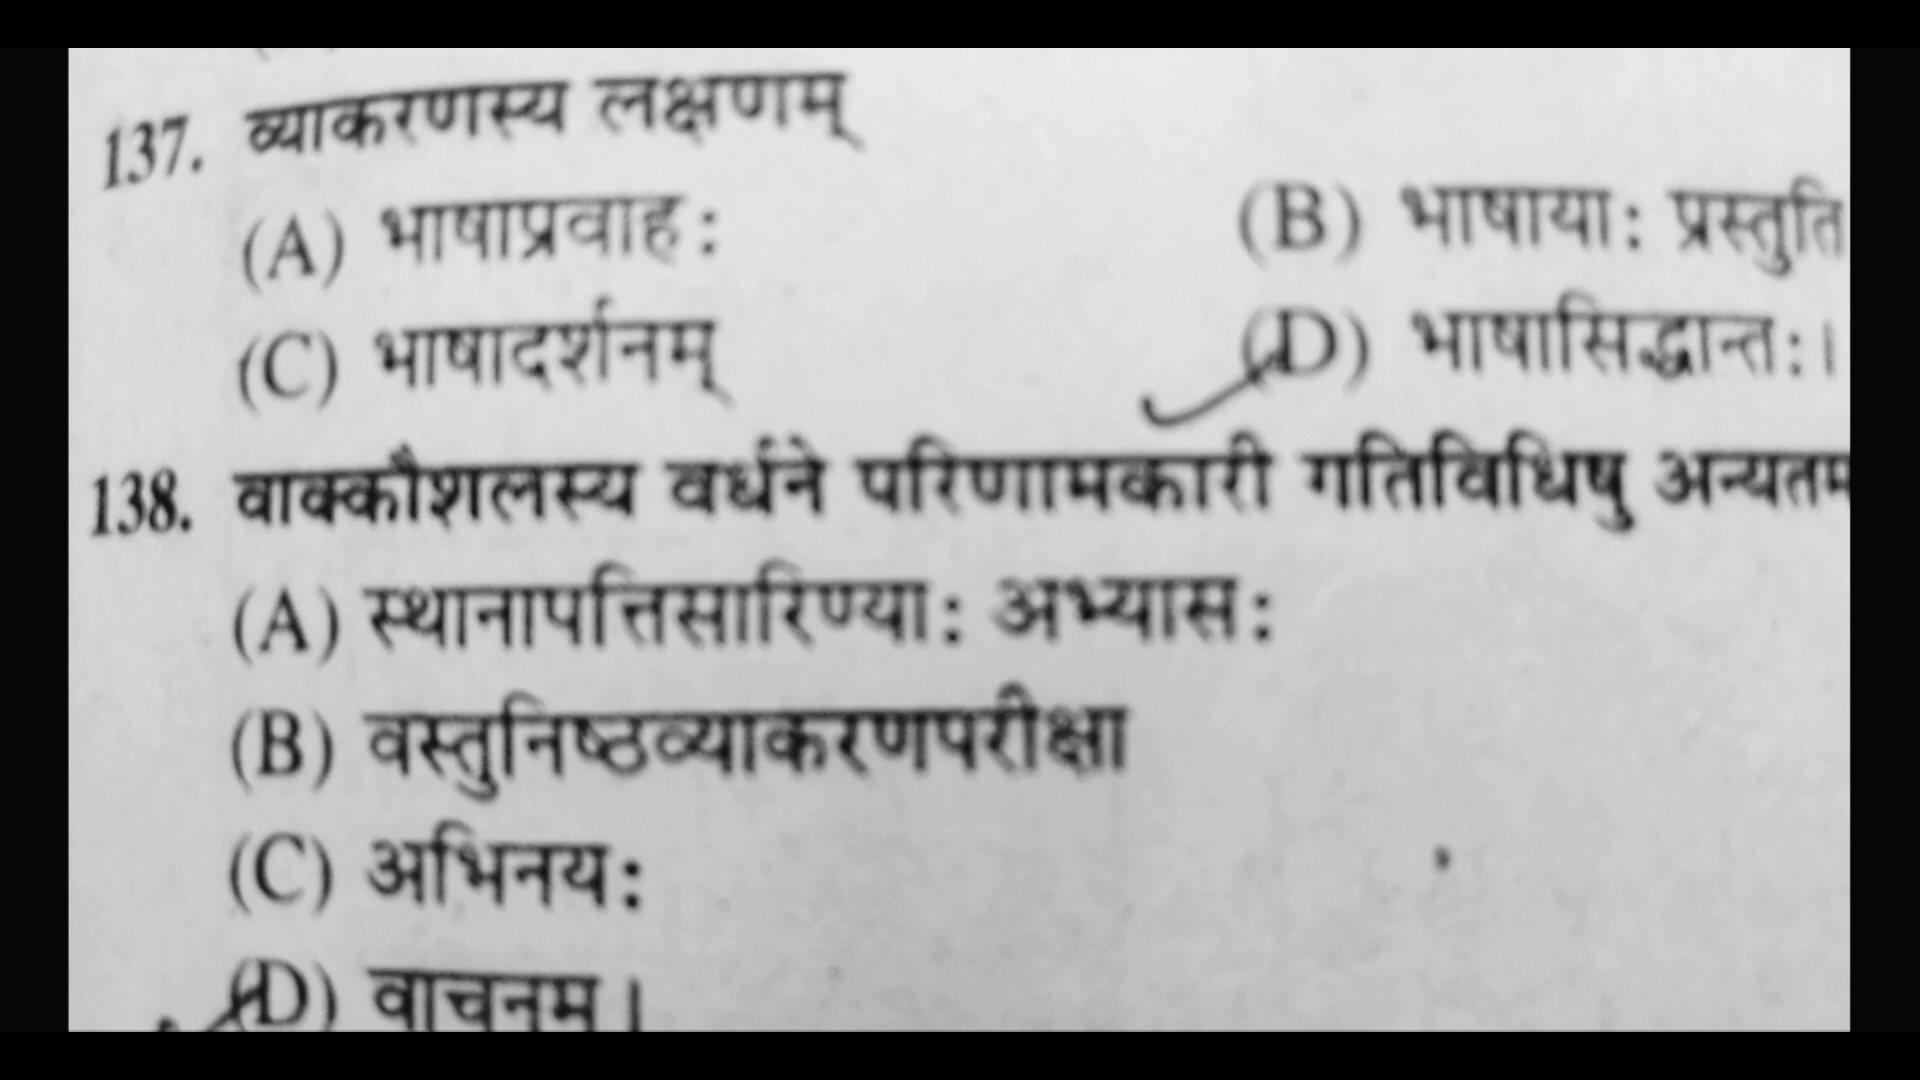 137. व्याकरणस्य लक्षणम्
(A) भाषाप्रवाहः (B) भाषायाः प्रस्तुति
(C) भाषादर्शनम् (D) भाषासिद्धान्तः।
138. वाक्कौशलस्य वर्धने परिणामकारी गतिविधिषु अन्यतम
(A) स्थानापत्तिसारिण्याः अभ्यासः
(B) वस्तुनिष्ठव्याकरणपरीक्षा
(C) अभिनयः
(D) वाचनम्।